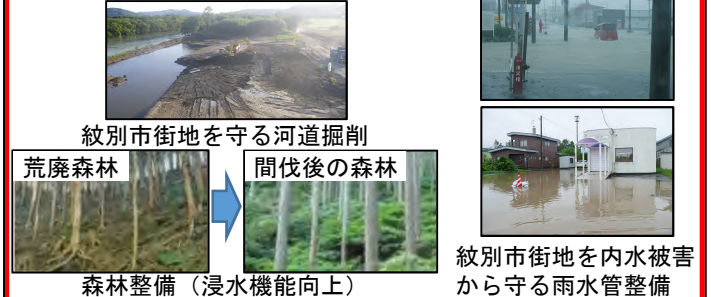 紋別市街地を守る河道掘削
荒廃森林
間伐後の森林
森林整備（浸水機能向上）
紋別市街地を内水被害
から守る雨水管整備